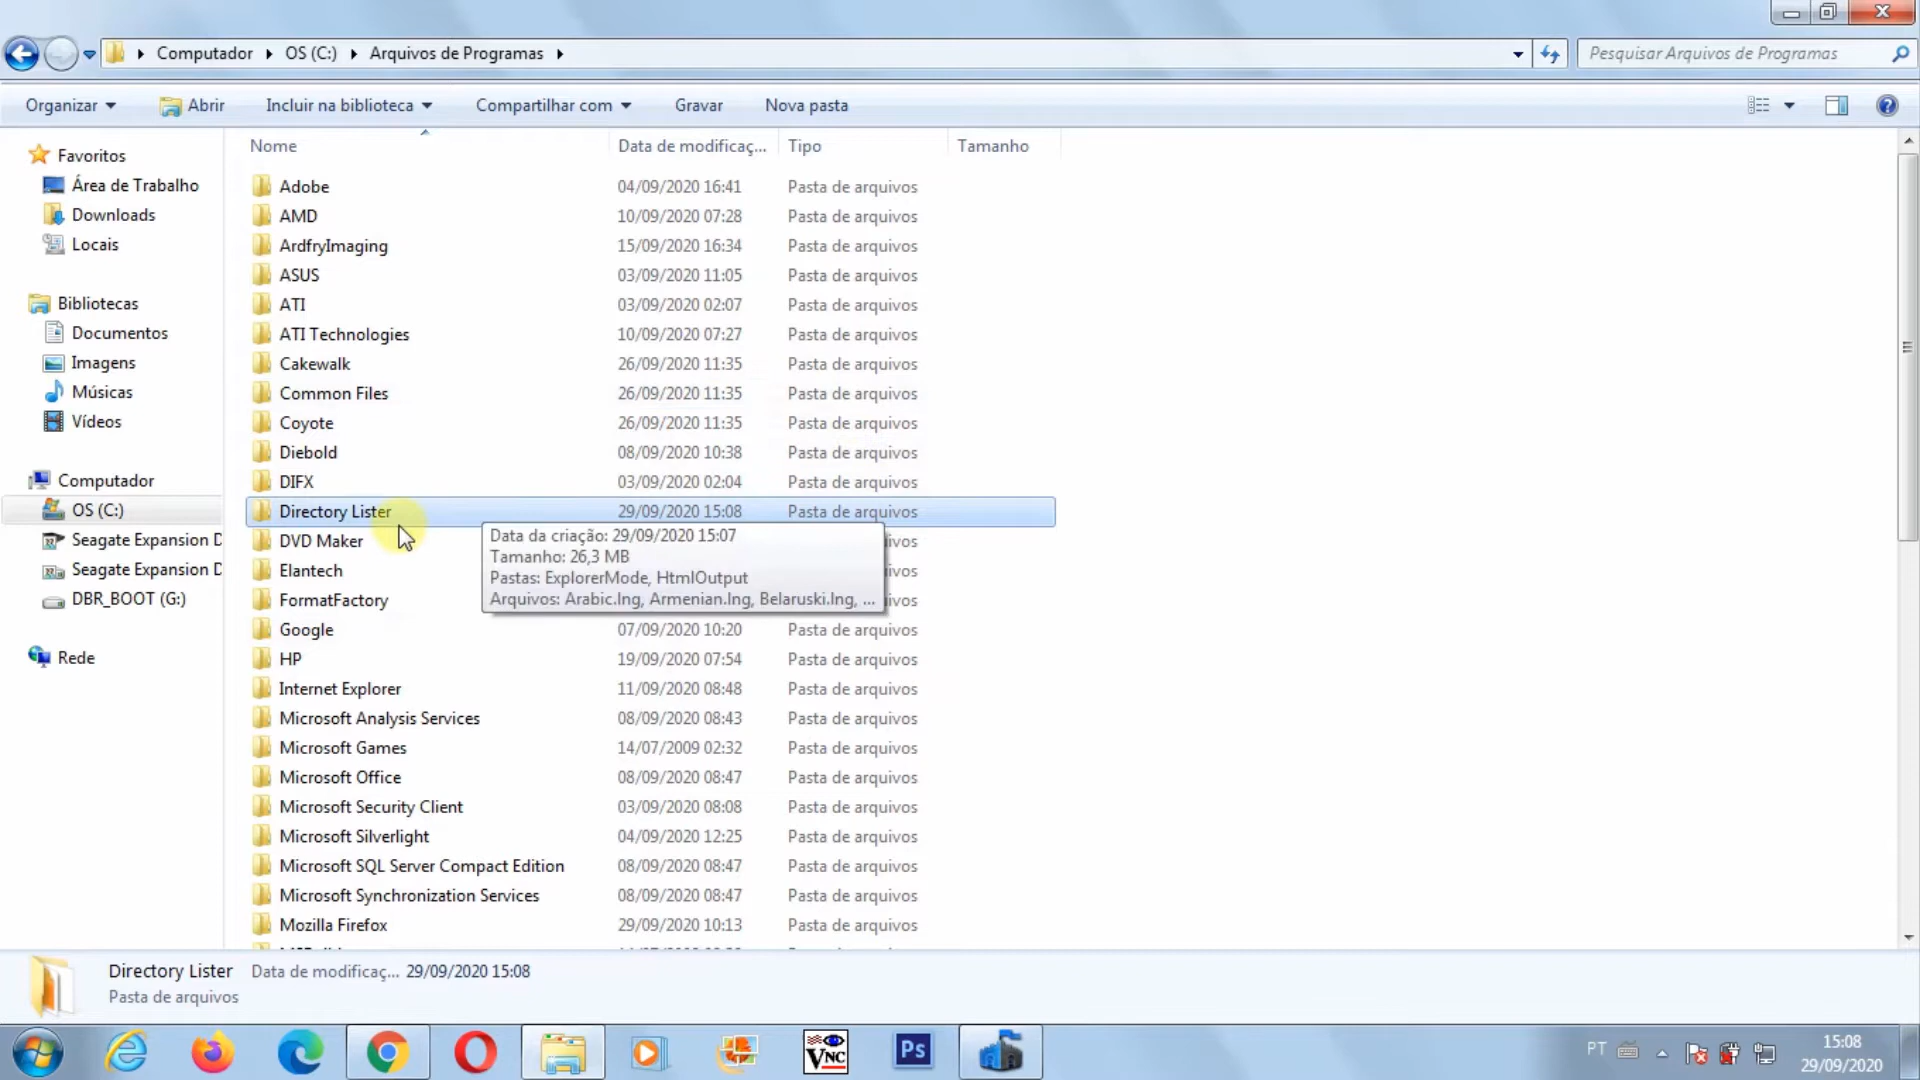 Computador OS (C:) Arquivos de Programas
Pesquisar Arquivos de Programas
Organizar Abrir Incluir na biblioteca Compartilhar com Gravar Nova pasta
Favoritos
Área de Trabalho
Downloads
Locais
Bibliotecas
Documentos
Imagens
Músicas
Vídeos
Computador
OS (C:)
Seagate Expansion D
Seagate Expansion D
DBR_BOOT (G:)
Rede
Nome Data de modificaç... Tipo Tamanho
Adobe 04/09/2020 16:41 Pasta de arquivos
AMD 10/09/2020 07:28 Pasta de arquivos
ArdfryImaging 15/09/2020 16:34 Pasta de arquivos
ASUS 03/09/2020 11:05 Pasta de arquivos
ATI 03/09/2020 02:07 Pasta de arquivos
ATI Technologies 10/09/2020 07:27 Pasta de arquivos
Cakewalk 26/09/2020 11:35 Pasta de arquivos
Common Files 26/09/2020 11:35 Pasta de arquivos
Coyote 26/09/2020 11:35 Pasta de arquivos
Diebold 08/09/2020 10:38 Pasta de arquivos
DIFX 03/09/2020 02:04 Pasta de arquivos
Directory Lister 29/09/2020 15:08 Pasta de arquivos
DVD Maker ivos
Elantech ivos
FormatFactory ivos
Data da criação: 29/09/2020 15:07
Tamanho: 26,3 MB
Pastas: ExplorerMode, HtmlOutput
Arquivos: Arabic.lng, Armenian.lng, Belaruski.lng, ...
Google 07/09/2020 10:20 Pasta de arquivos
HP 19/09/2020 07:54 Pasta de arquivos
Internet Explorer 11/09/2020 08:48 Pasta de arquivos
Microsoft Analysis Services 08/09/2020 08:43 Pasta de arquivos
Microsoft Games 14/07/2009 02:32 Pasta de arquivos
Microsoft Office 08/09/2020 08:47 Pasta de arquivos
Microsoft Security Client 03/09/2020 08:08 Pasta de arquivos
Microsoft Silverlight 04/09/2020 12:25 Pasta de arquivos
Microsoft SQL Server Compact Edition 08/09/2020 08:47 Pasta de arquivos
Microsoft Synchronization Services 08/09/2020 08:47 Pasta de arquivos
Mozilla Firefox 29/09/2020 10:13 Pasta de arquivos
Directory Lister Data de modificaç... 29/09/2020 15:08
Pasta de arquivos
VNC
Ps
PT
15:08
29/09/2020